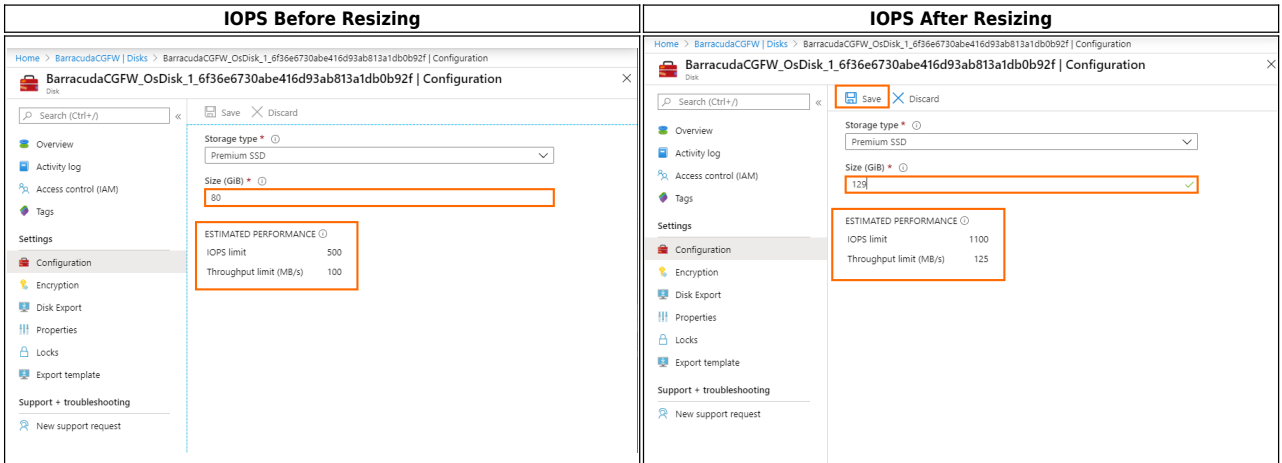 IOPS Before Resizing
Home > BarracudaCGFW | Disks > BarracudaCGFW_OsDisk_1_6f36e6730abe416d93ab813a1db0b92f | Configuration
BarracudaCGFW_OsDisk_1_6f36e6730abe416d93ab813a1db0b92f | Configuration
Disk
Search (Ctrl+/)
«
Save Discard
Overview
Activity log
Access control (IAM)
Tags
Settings
Configuration
Encryption
Disk Export
Properties
Locks
Export template
Support + troubleshooting
New support request
Storage type *
Premium SSD
Size (GiB) *
80
ESTIMATED PERFORMANCE
IOPS limit 500
Throughput limit (MB/s) 100
IOPS After Resizing
Home > BarracudaCGFW | Disks > BarracudaCGFW_OsDisk_1_6f36e6730abe416d93ab813a1db0b92f | Configuration
BarracudaCGFW_OsDisk_1_6f36e6730abe416d93ab813a1db0b92f | Configuration
Disk
Search (Ctrl+/)
«
Save Discard
Overview
Activity log
Access control (IAM)
Tags
Settings
Configuration
Encryption
Disk Export
Properties
Locks
Export template
Support + troubleshooting
New support request
Storage type *
Premium SSD
Size (GiB) *
129
ESTIMATED PERFORMANCE
IOPS limit 1100
Throughput limit (MB/s) 125